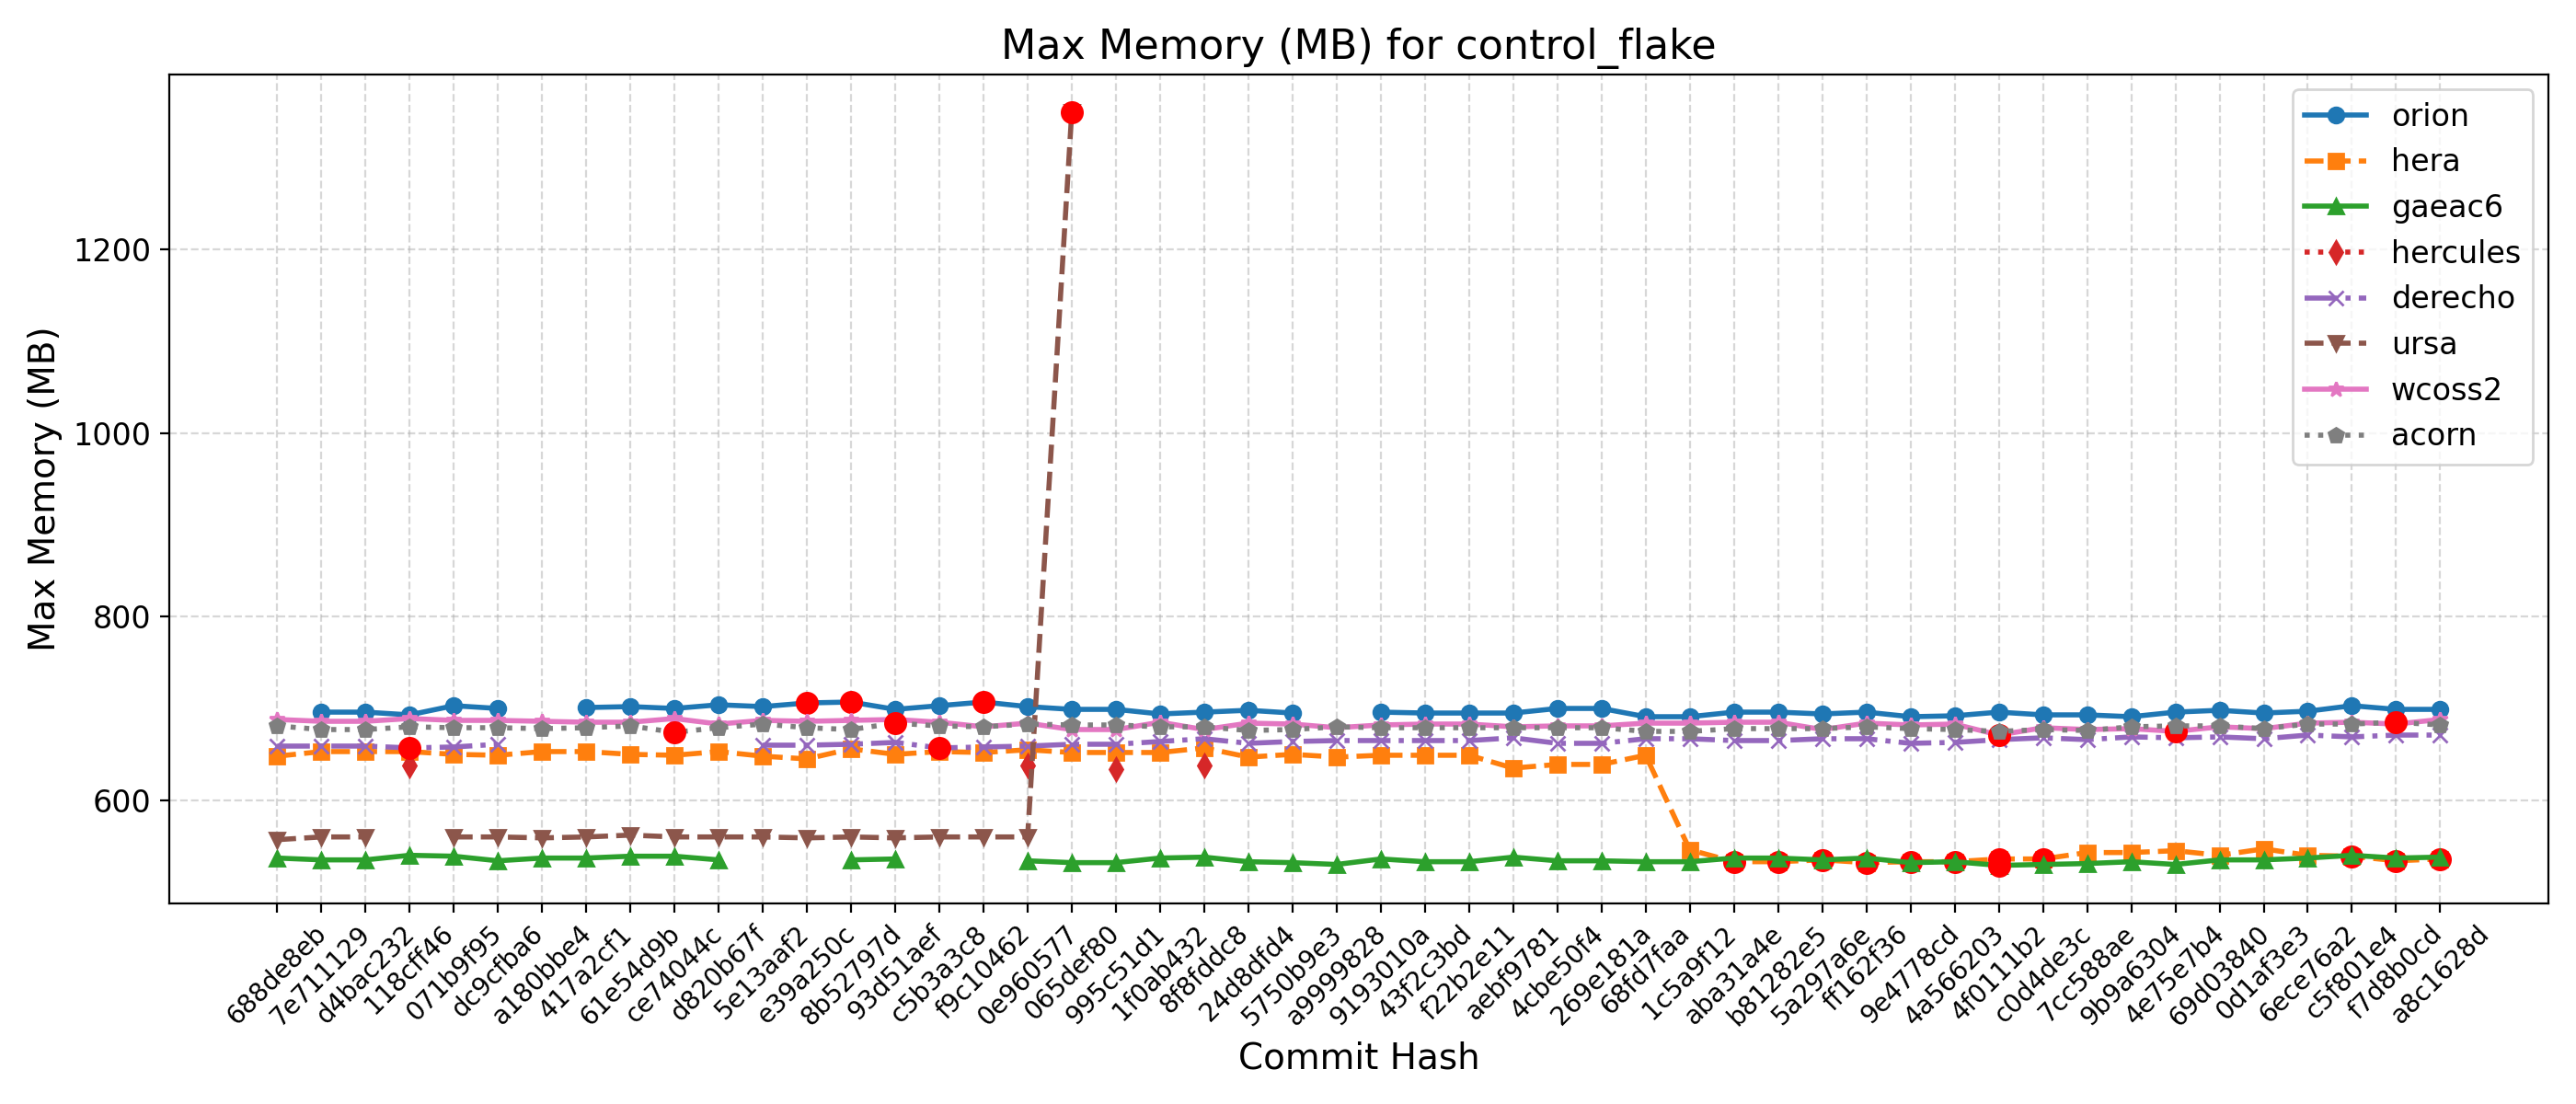 Max Memory (MB) for control_flake
Max Memory (MB)
1200
1000
800
600
orion
hera
gaeac6
hercules
derecho
ursa
wcoss2
acorn
688de8eb
7e711129
d4bac232
118cff46
071b9f95
dc9cfba6
a180bbe4
417a2cf1
61e54d9b
ce74044c
d820b67f
5e13aaf2
e39a250c
8b52797d
93d51aef
c5b3a3c8
f9c10462
0e960577
065def80
995c51d1
1f0ab432
8f8fddc8
24d8dfd4
5750b9e3
a9999828
9193010a
43f2c3bd
f22b2e11
aebf9781
4cbe50f4
269e181a
68fd7faa
1c5a9f12
aba31a4e
b81282e5
5a297a6e
ff162f36
9e4778cd
4a566203
4f0111b2
c0d4de3c
7cc588ae
9b9a6304
4e75e7b4
69d03840
0d1af3e3
6ece76a2
c5f801e4
f7d8b0cd
a8c1628d
Commit Hash